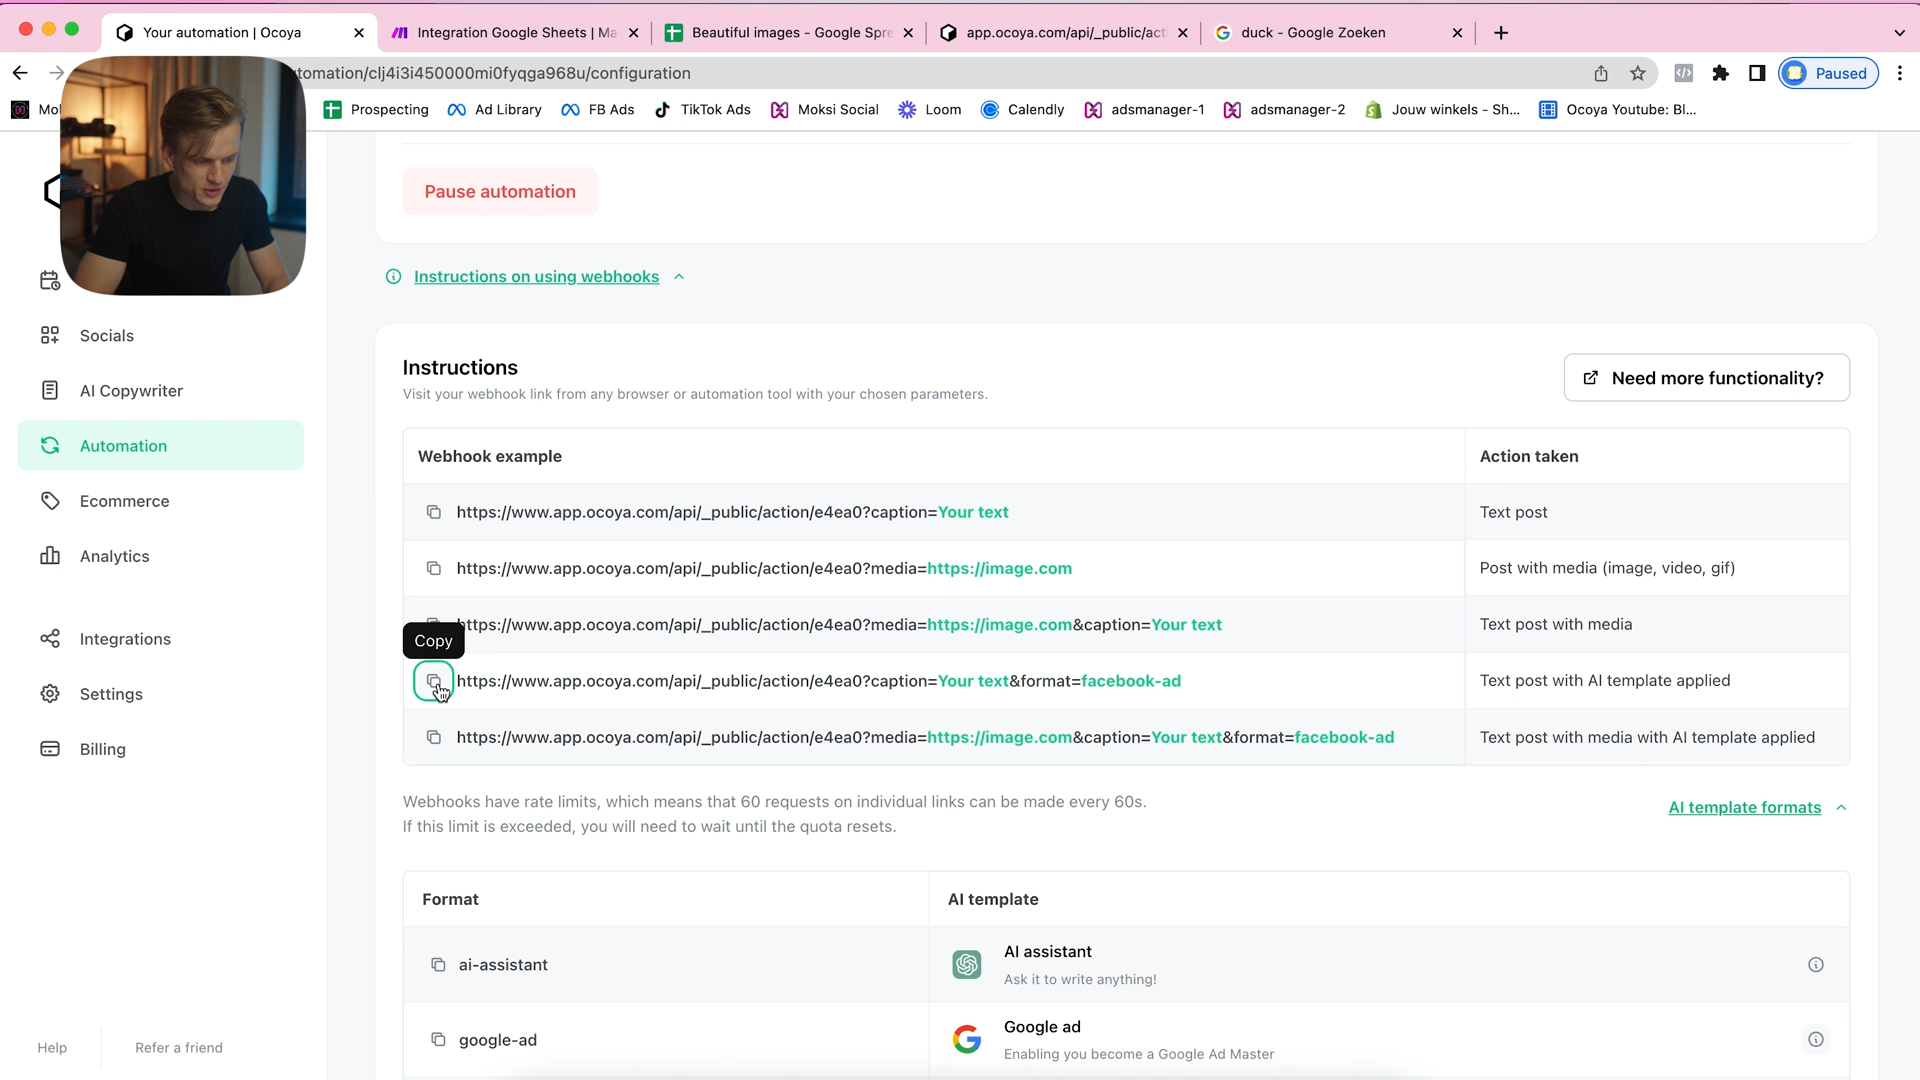 Your automation | Ocoya
Integration Google Sheets | Ma
Beautiful images - Google Spre
app.ocoya.com/api/_public/acti
duck - Google Zoeken
tomation/clj4i3i450000mi0fyqga968u/configuration
Paused
Mol
Prospecting
Ad Library
FB Ads
TikTok Ads
Moksi Social
Loom
Calendly
adsmanager-1
adsmanager-2
Jouw winkels - Sh...
Ocoya Youtube: Bl...
Pause automation
Instructions on using webhooks
Socials
AI Copywriter
Automation
Ecommerce
Analytics
Integrations
Settings
Billing
Help
Refer a friend
Instructions
Visit your webhook link from any browser or automation tool with your chosen parameters.
Need more functionality?
Webhook example
Action taken
https://www.app.ocoya.com/api/_public/action/e4ea0?caption=Your text
Text post
https://www.app.ocoya.com/api/_public/action/e4ea0?media=https://image.com
Post with media (image, video, gif)
https://www.app.ocoya.com/api/_public/action/e4ea0?media=https://image.com&caption=Your text
Text post with media
Copy
https://www.app.ocoya.com/api/_public/action/e4ea0?caption=Your text&format=facebook-ad
Text post with AI template applied
https://www.app.ocoya.com/api/_public/action/e4ea0?media=https://image.com&caption=Your text&format=facebook-ad
Text post with media with AI template applied
Webhooks have rate limits, which means that 60 requests on individual links can be made every 60s.
If this limit is exceeded, you will need to wait until the quota resets.
AI template formats
Format
AI template
ai-assistant
AI assistant
Ask it to write anything!
google-ad
Google ad
Enabling you become a Google Ad Master